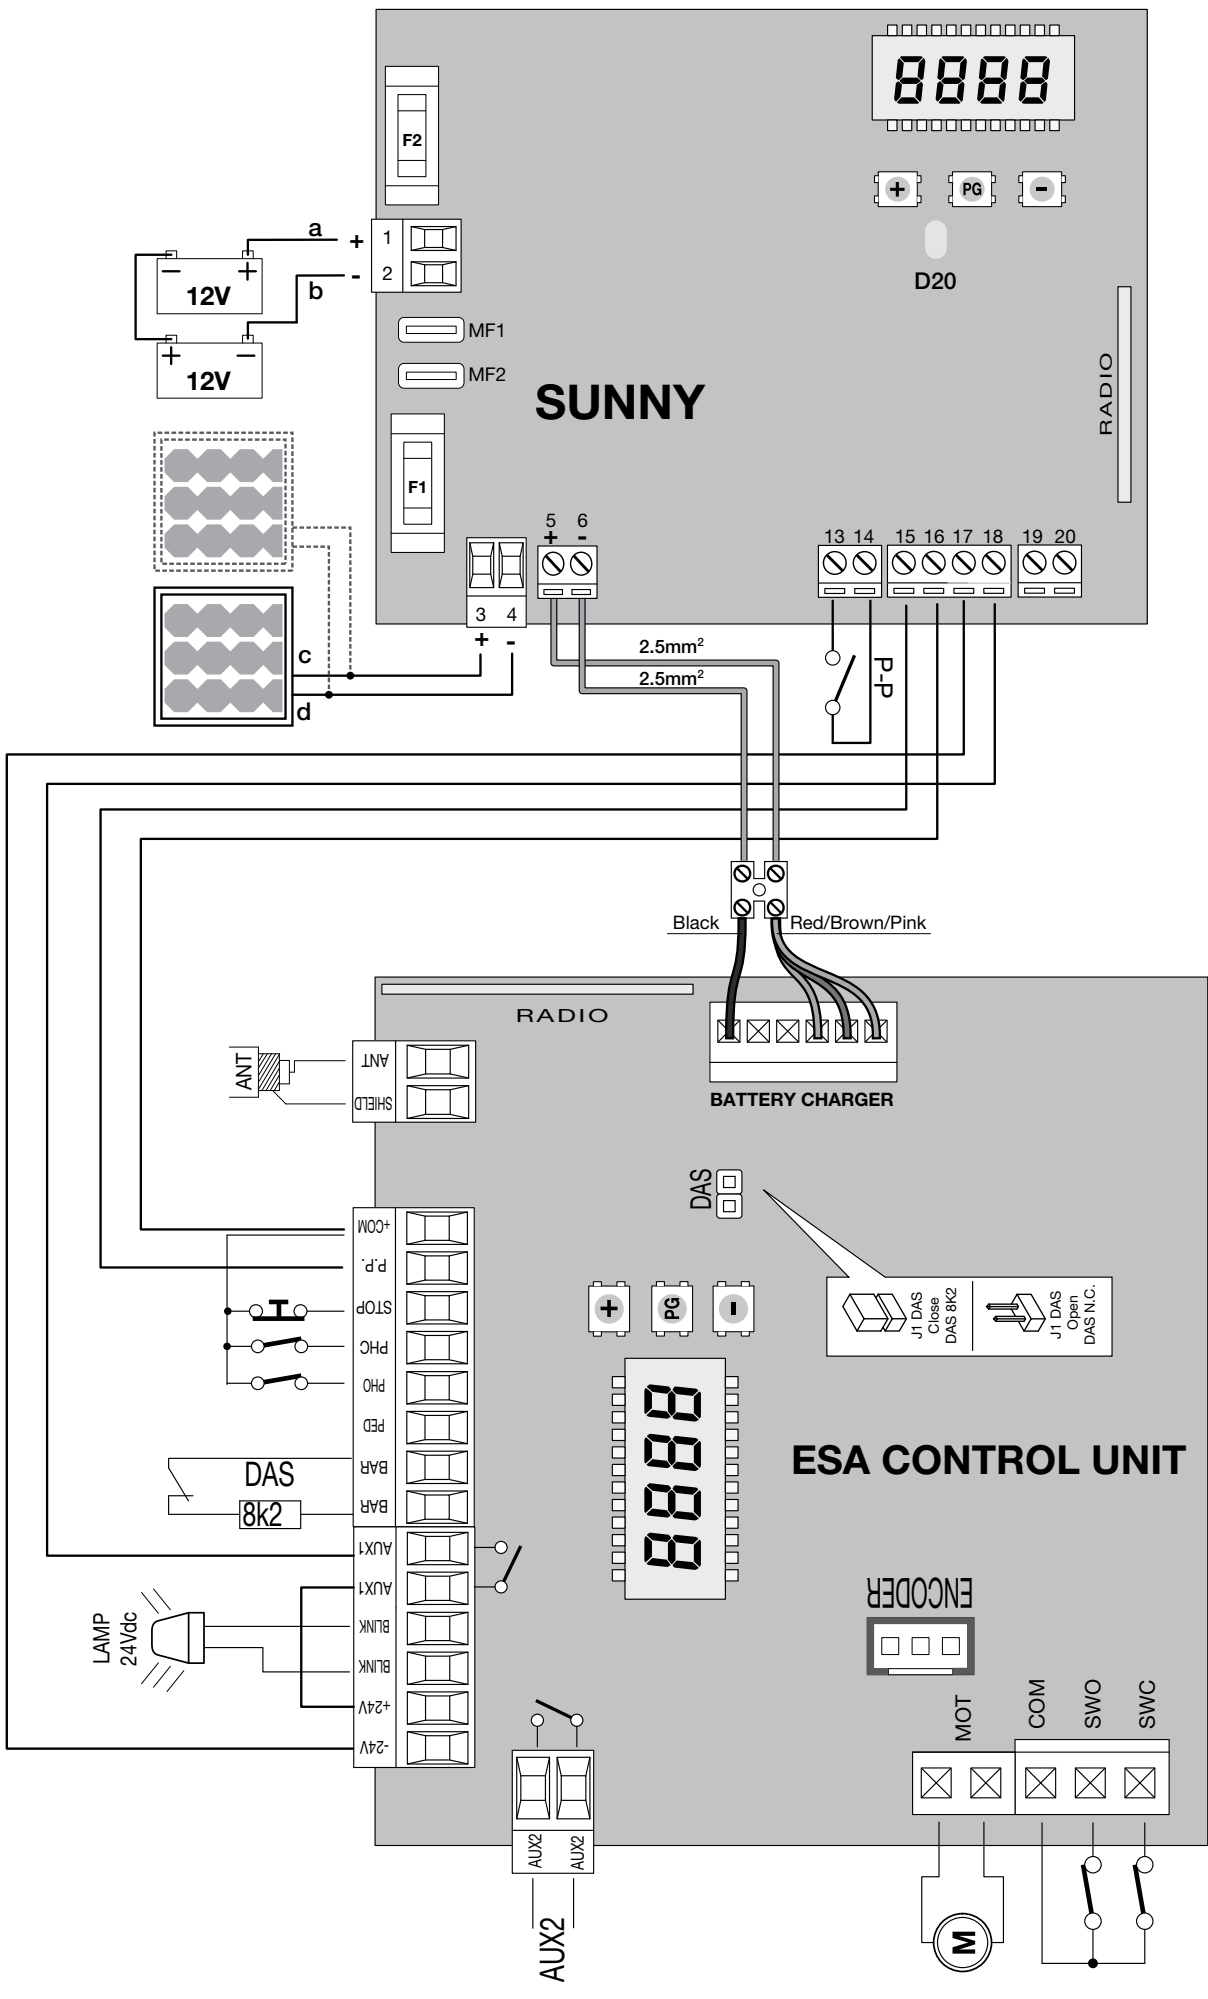 8888
F2
+
PG
-
a
+
1
-
2
b
D20
-
+
12V
+
-
12V
MF1
MF2
SUNNY
RADIO
F1
5
6
+
-
13
14
15
16
17
18
19
20
3
4
+
-
c
d
2.5mm²
2.5mm²
P-P
Black
Red/Brown/Pink
RADIO
BATTERY CHARGER
ANT
ANT
SHIELD
DAS
+COM
P.P.
STOP
PHC
PHO
PED
BAR
BAR
AUX1
AUX1
BLINK
BLINK
+24V
-24V
+
PG
-
J1 DAS
Close
DAS 8K2
J1 DAS
Open
DAS N.C.
8888
DAS
8k2
ESA CONTROL UNIT
ENCODER
LAMP
24Vdc
MOT
COM
SWO
SWC
AUX2
AUX2
AUX2
M